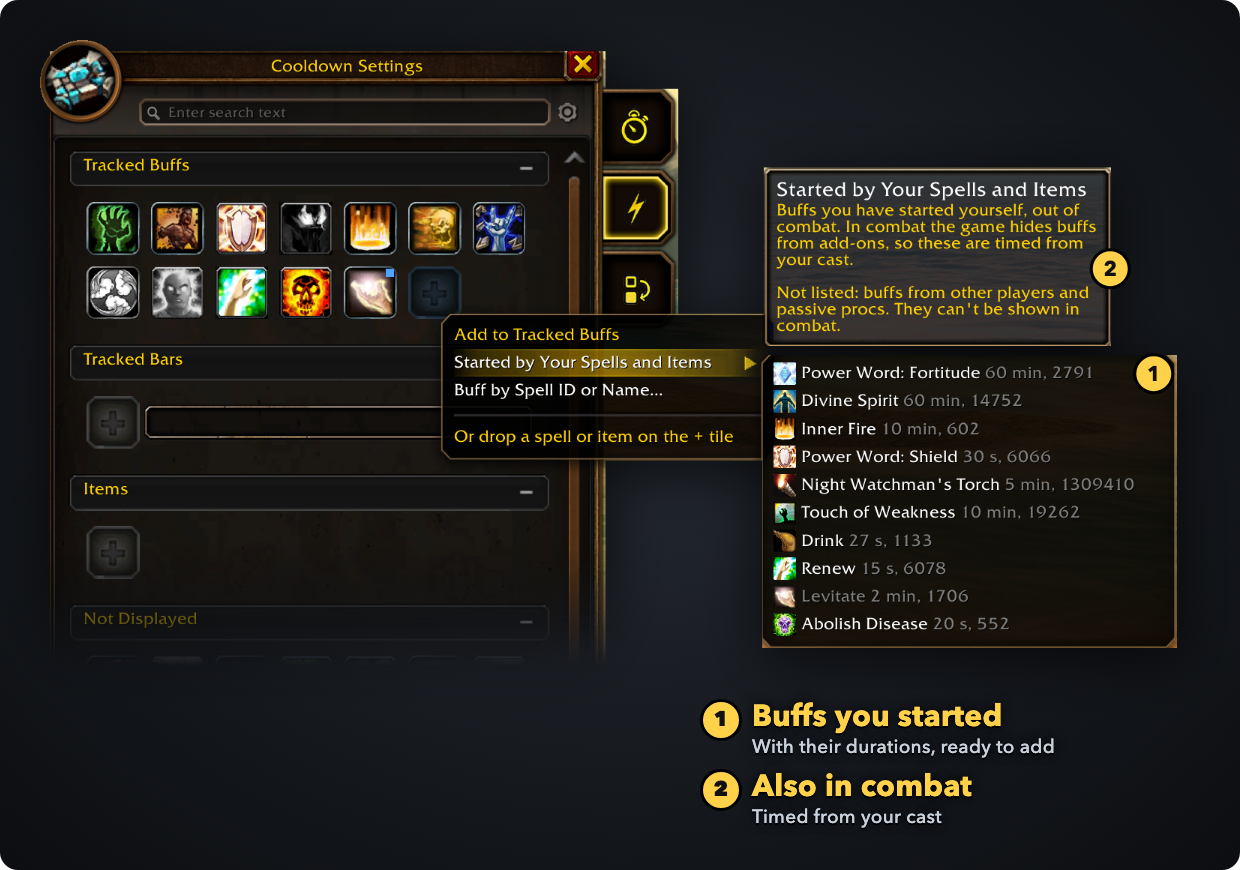 Cooldown Settings
Enter search text
Tracked Buffs
Tracked Bars
Items
Not Displayed
Add to Tracked Buffs
Started by Your Spells and Items
Buff by Spell ID or Name...
Or drop a spell or item on the + tile
Started by Your Spells and Items
Buffs you have started yourself, out of
combat. In combat the game hides buffs
from add-ons, so these are timed from
your cast.
Not listed: buffs from other players and
passive procs. They can't be shown in
combat.
2
1
Power Word: Fortitude 60 min, 2791
Divine Spirit 60 min, 14752
Inner Fire 10 min, 602
Power Word: Shield 30 s, 6066
Night Watchman's Torch 5 min, 1309410
Touch of Weakness 10 min, 19262
Drink 27 s, 1133
Renew 15 s, 6078
Levitate 2 min, 1706
Abolish Disease 20 s, 552
1 Buffs you started
With their durations, ready to add
2 Also in combat
Timed from your cast